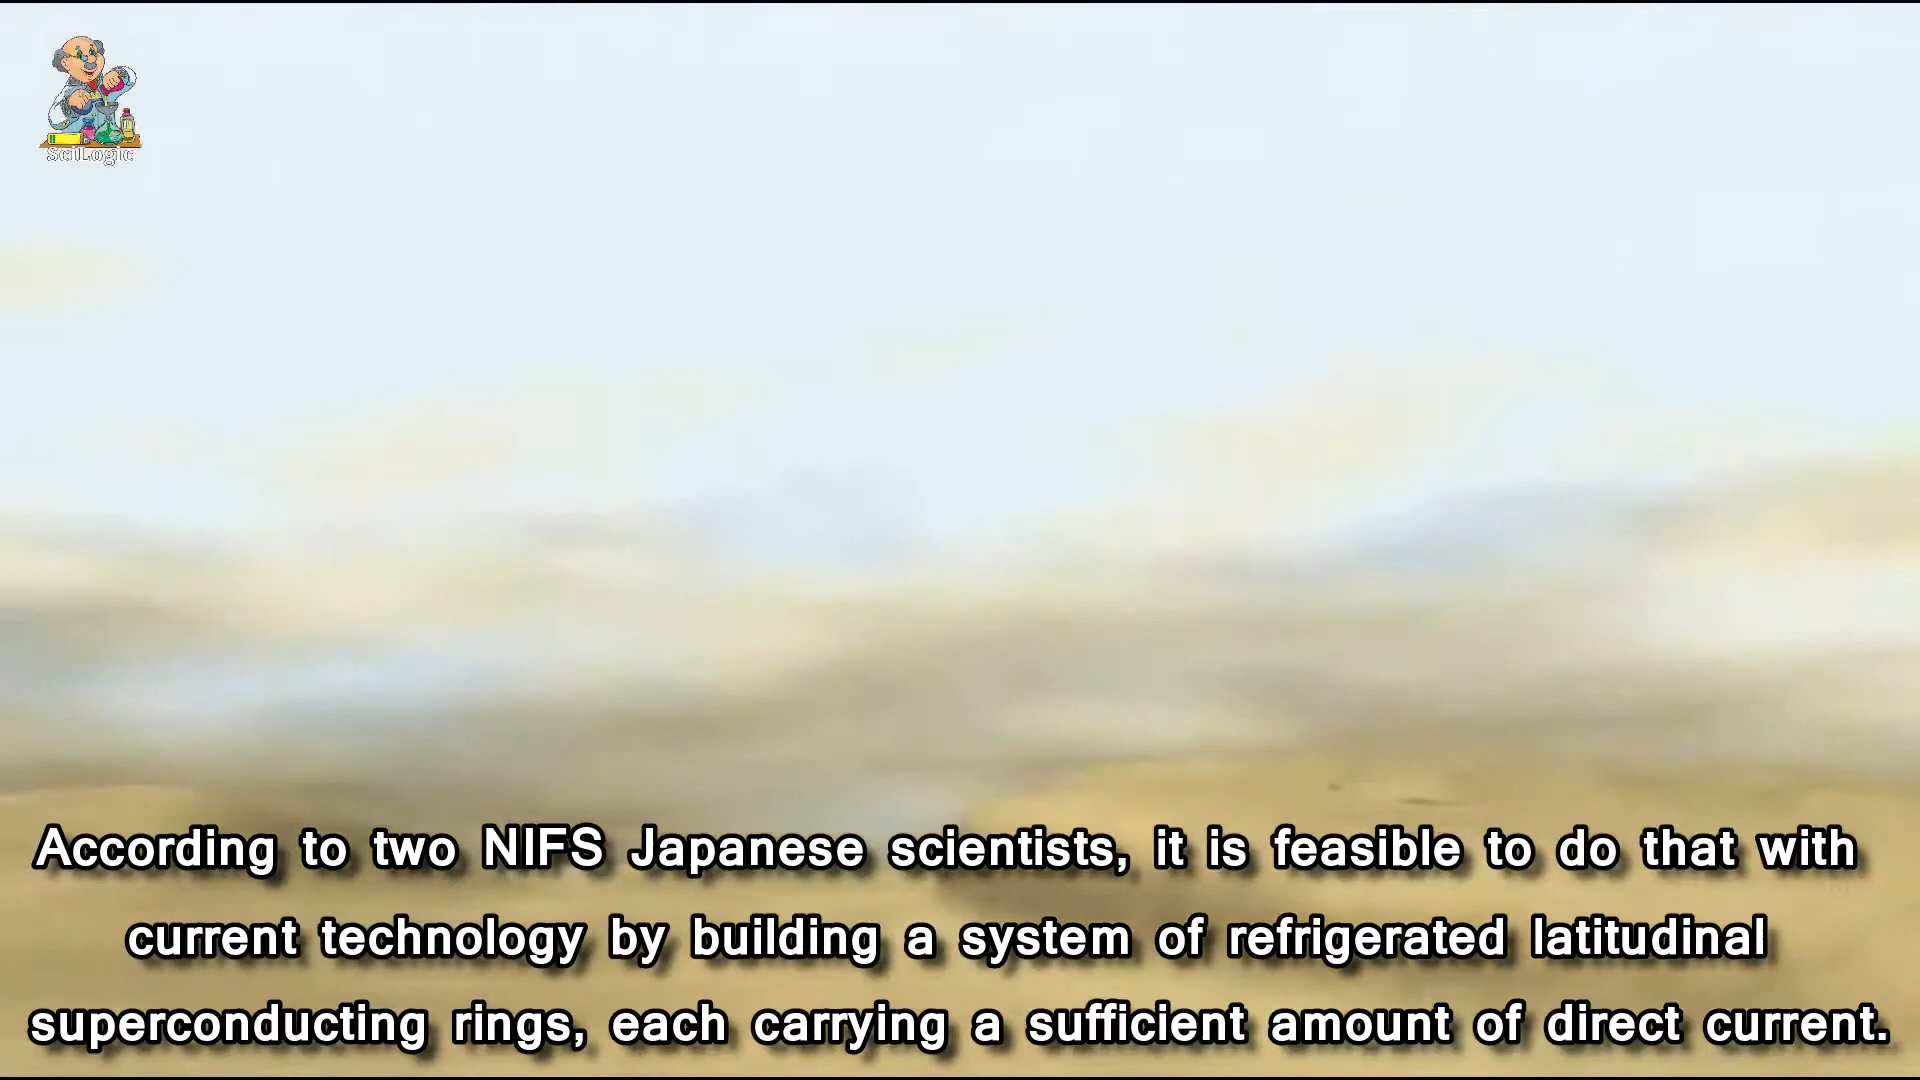 SciLogic
According to two NIFS Japanese scientists, it is feasible to do that with
current technology by building a system of refrigerated latitudinal
superconducting rings, each carrying a sufficient amount of direct current.